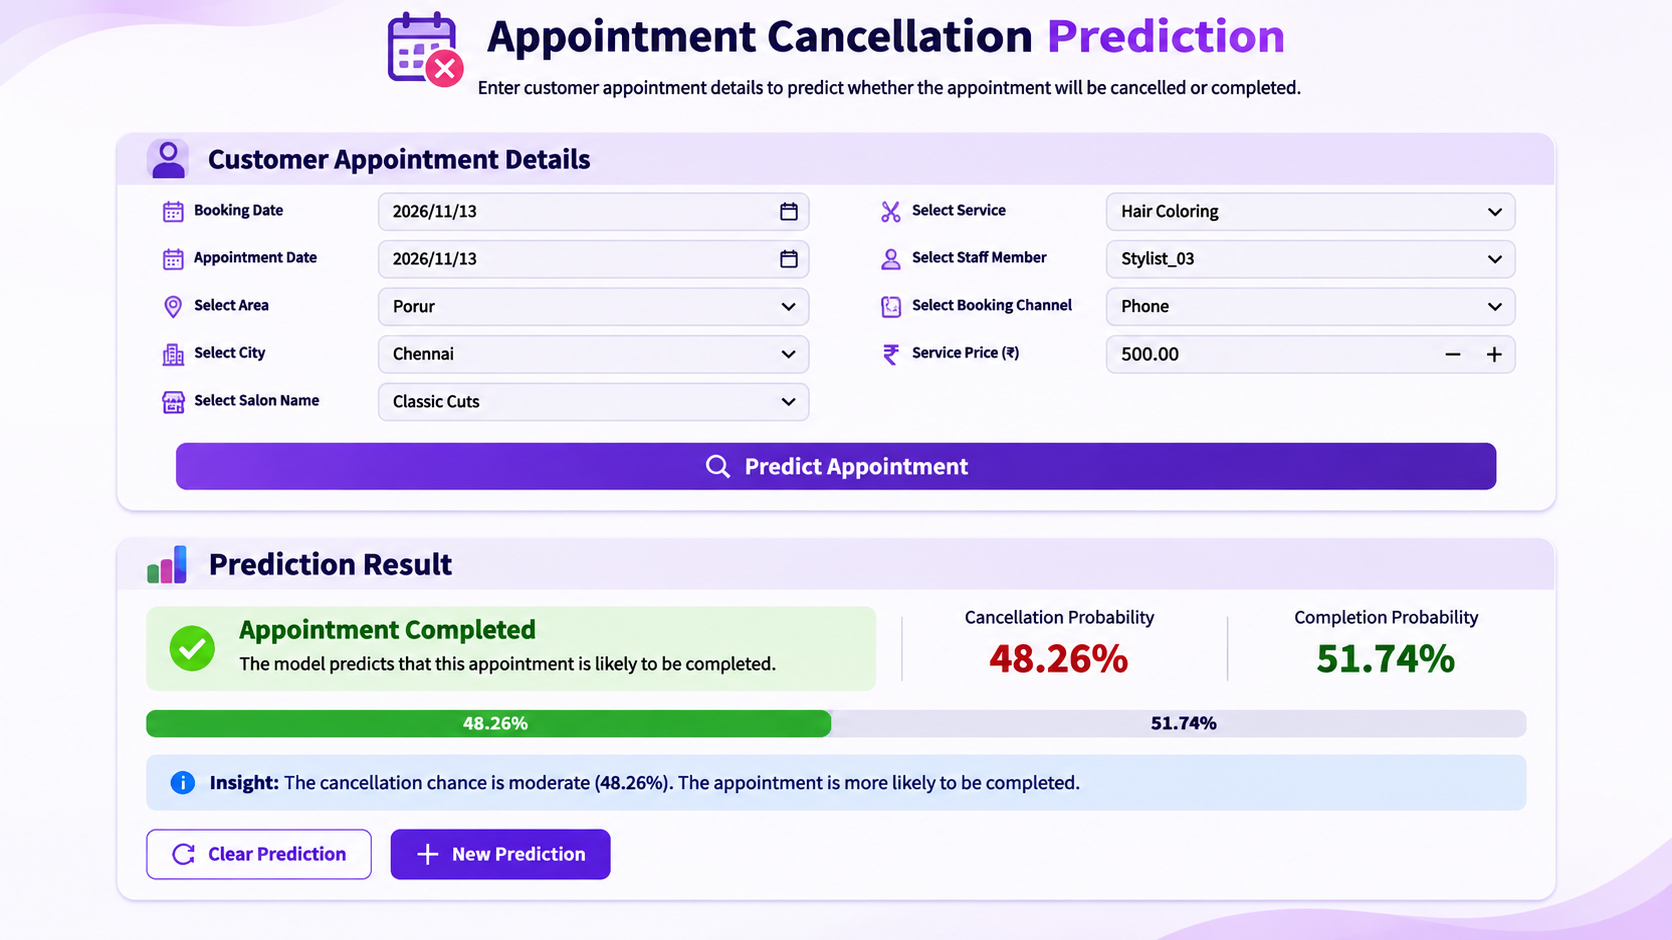 Appointment Cancellation Prediction
Enter customer appointment details to predict whether the appointment will be cancelled or completed.
Customer Appointment Details
Booking Date
2026/11/13
Appointment Date
2026/11/13
Select Area
Porur
Select City
Chennai
Select Salon Name
Classic Cuts
Select Service
Hair Coloring
Select Staff Member
Stylist_03
Select Booking Channel
Phone
Service Price (₹)
500.00
Predict Appointment
Prediction Result
Appointment Completed
The model predicts that this appointment is likely to be completed.
Cancellation Probability
48.26%
Completion Probability
51.74%
48.26%
51.74%
Insight: The cancellation chance is moderate (48.26%). The appointment is more likely to be completed.
Clear Prediction
New Prediction